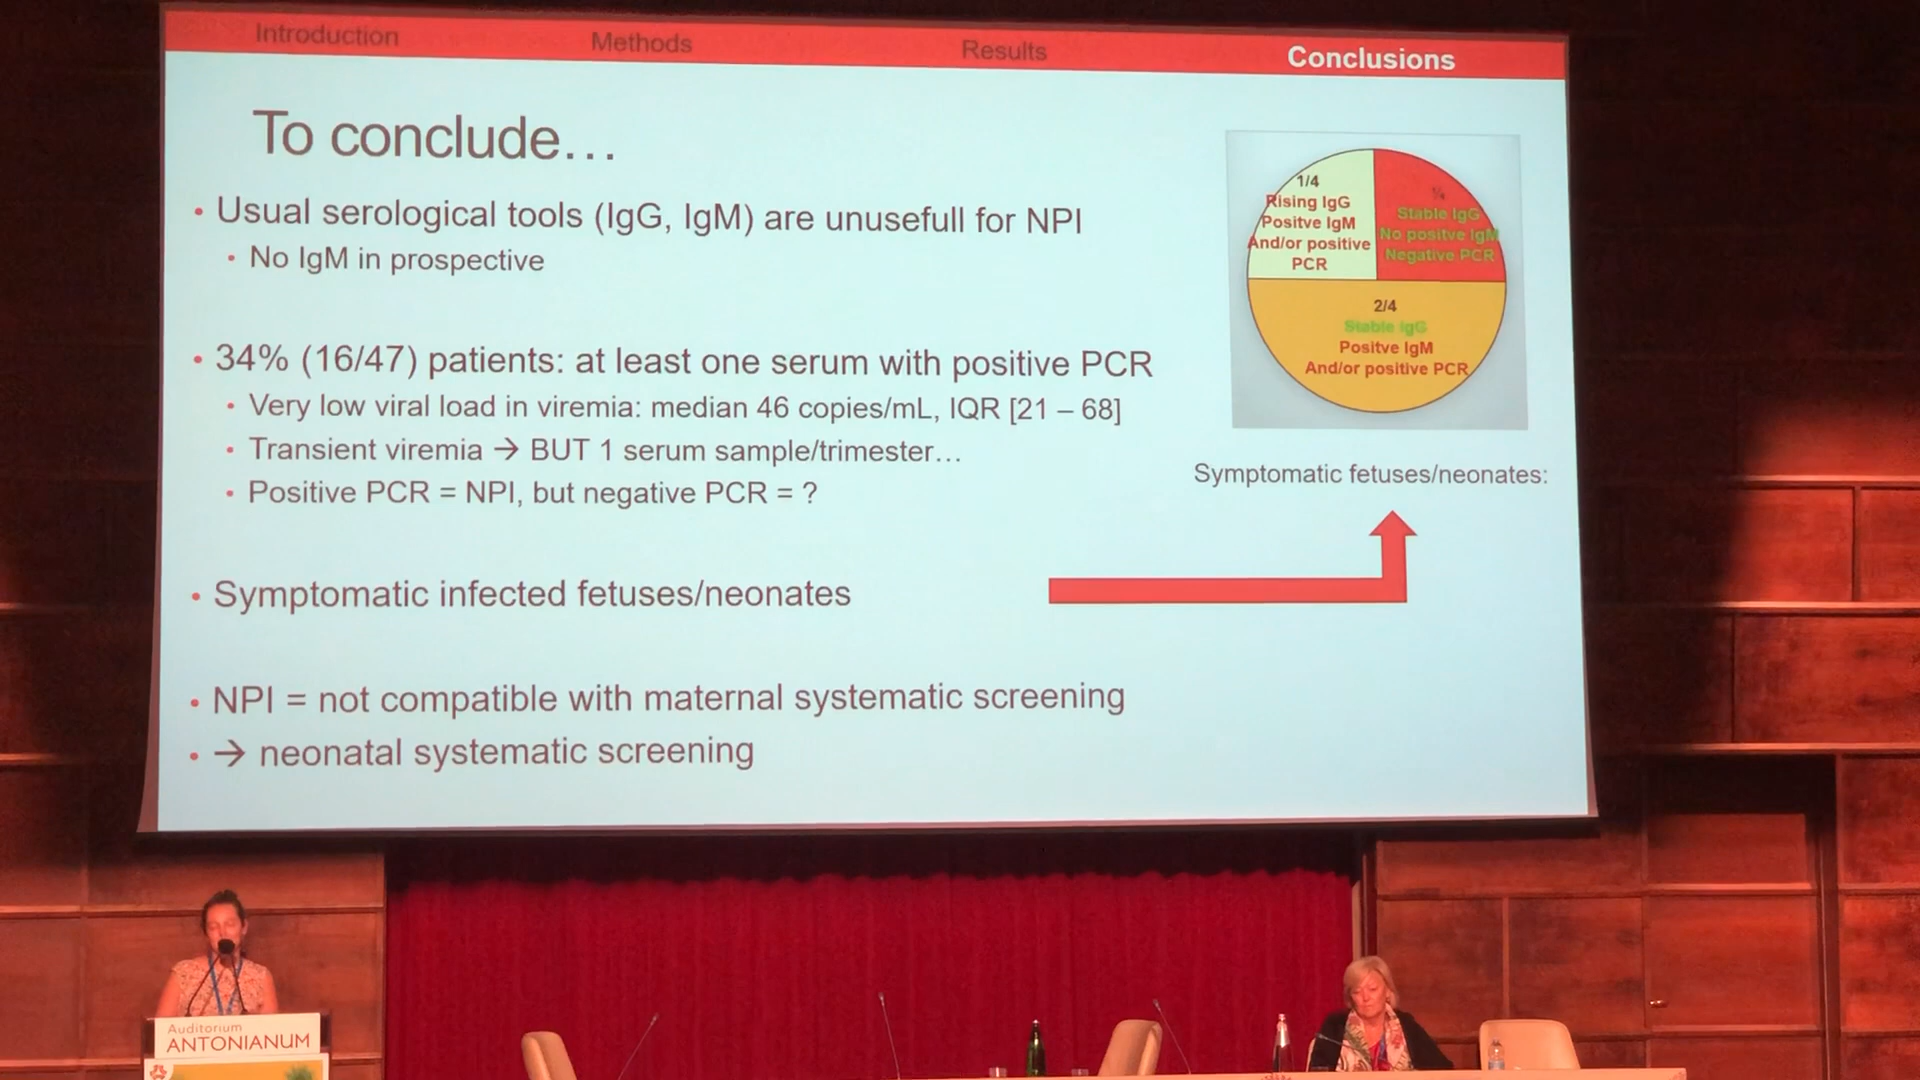 Introduction
Methods
Results
Conclusions
To conclude…
• Usual serological tools (IgG, IgM) are unusefull for NPI
• No IgM in prospective
• 34% (16/47) patients: at least one serum with positive PCR
• Very low viral load in viremia: median 46 copies/mL, IQR [21 – 68]
• Transient viremia → BUT 1 serum sample/trimester…
• Positive PCR = NPI, but negative PCR = ?
• Symptomatic infected fetuses/neonates
• NPI = not compatible with maternal systematic screening
• → neonatal systematic screening
1/4
Rising IgG
Positve IgM
And/or positive
PCR
¼
Stable IgG
No positve IgM
Negative PCR
2/4
Stable IgG
Positve IgM
And/or positive PCR
Symptomatic fetuses/neonates:
Auditorium
ANTONIANUM